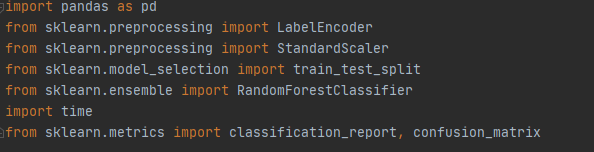 import pandas as pd
from sklearn.preprocessing import LabelEncoder
from sklearn.preprocessing import StandardScaler
from sklearn.model_selection import train_test_split
from sklearn.ensemble import RandomForestClassifier
import time
from sklearn.metrics import classification_report, confusion_matrix